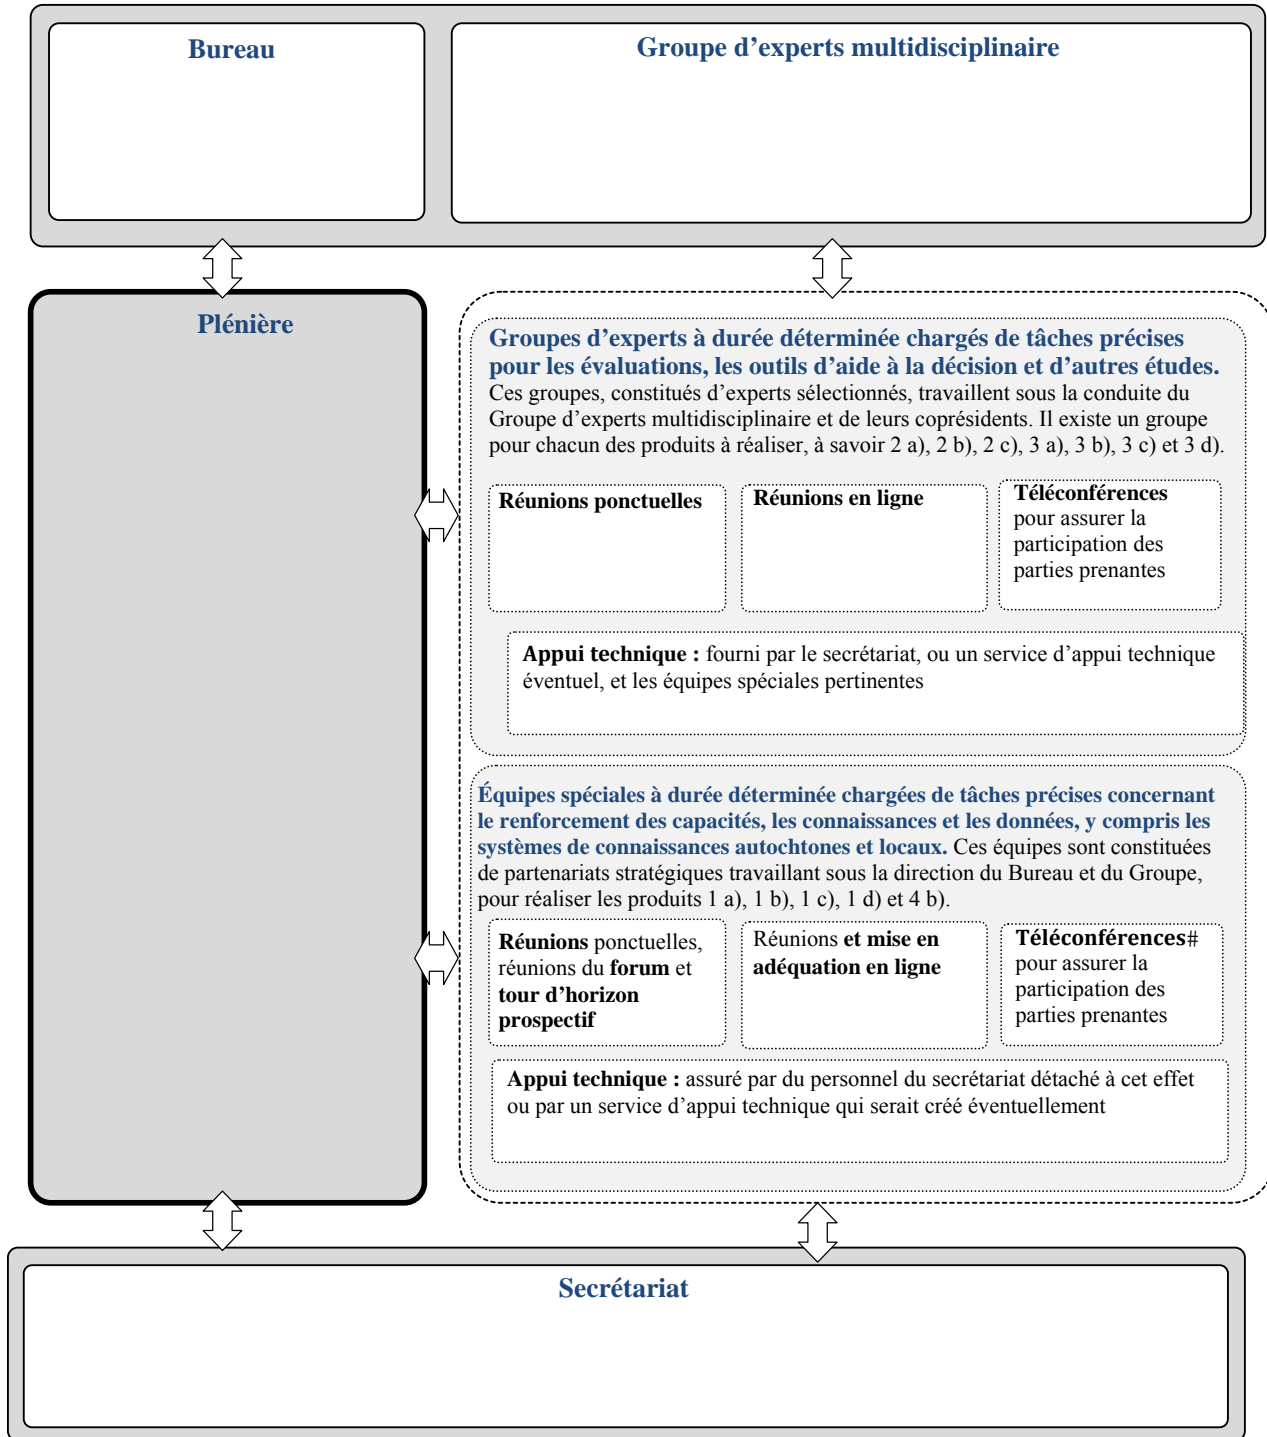 Bureau
Groupe d’experts multidisciplinaire
Plénière
Groupes d’experts à durée déterminée chargés de tâches précises
pour les évaluations, les outils d’aide à la décision et d’autres études.
Ces groupes, constitués d’experts sélectionnés, travaillent sous la conduite du
Groupe d’experts multidisciplinaire et de leurs coprésidents. Il existe un groupe
pour chacun des produits à réaliser, à savoir 2 a), 2 b), 2 c), 3 a), 3 b), 3 c) et 3 d).
Réunions ponctuelles
Réunions en ligne
Téléconférences
pour assurer la
participation des
parties prenantes
Appui technique : fourni par le secrétariat, ou un service d’appui technique
éventuel, et les équipes spéciales pertinentes
Équipes spéciales à durée déterminée chargées de tâches précises concernant
le renforcement des capacités, les connaissances et les données, y compris les
systèmes de connaissances autochtones et locaux. Ces équipes sont constituées
de partenariats stratégiques travaillant sous la direction du Bureau et du Groupe,
pour réaliser les produits 1 a), 1 b), 1 c), 1 d) et 4 b).
Réunions ponctuelles,
réunions du forum et
tour d’horizon
prospectif
Réunions et mise en
adéquation en ligne
Téléconférences#
pour assurer la
participation des
parties prenantes
Appui technique : assuré par du personnel du secrétariat détaché à cet effet
ou par un service d’appui technique qui serait créé éventuellement
Secrétariat